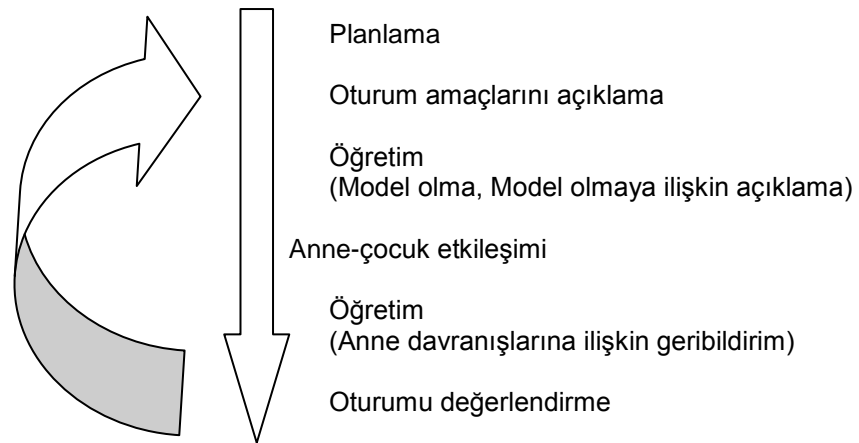 Planlama
Oturum amaçlarını açıklama
Öğretim
(Model olma, Model olmaya ilişkin açıklama)
Anne-çocuk etkileşimi
Öğretim
(Anne davranışlarına ilişkin geribildirim)
Oturumu değerlendirme